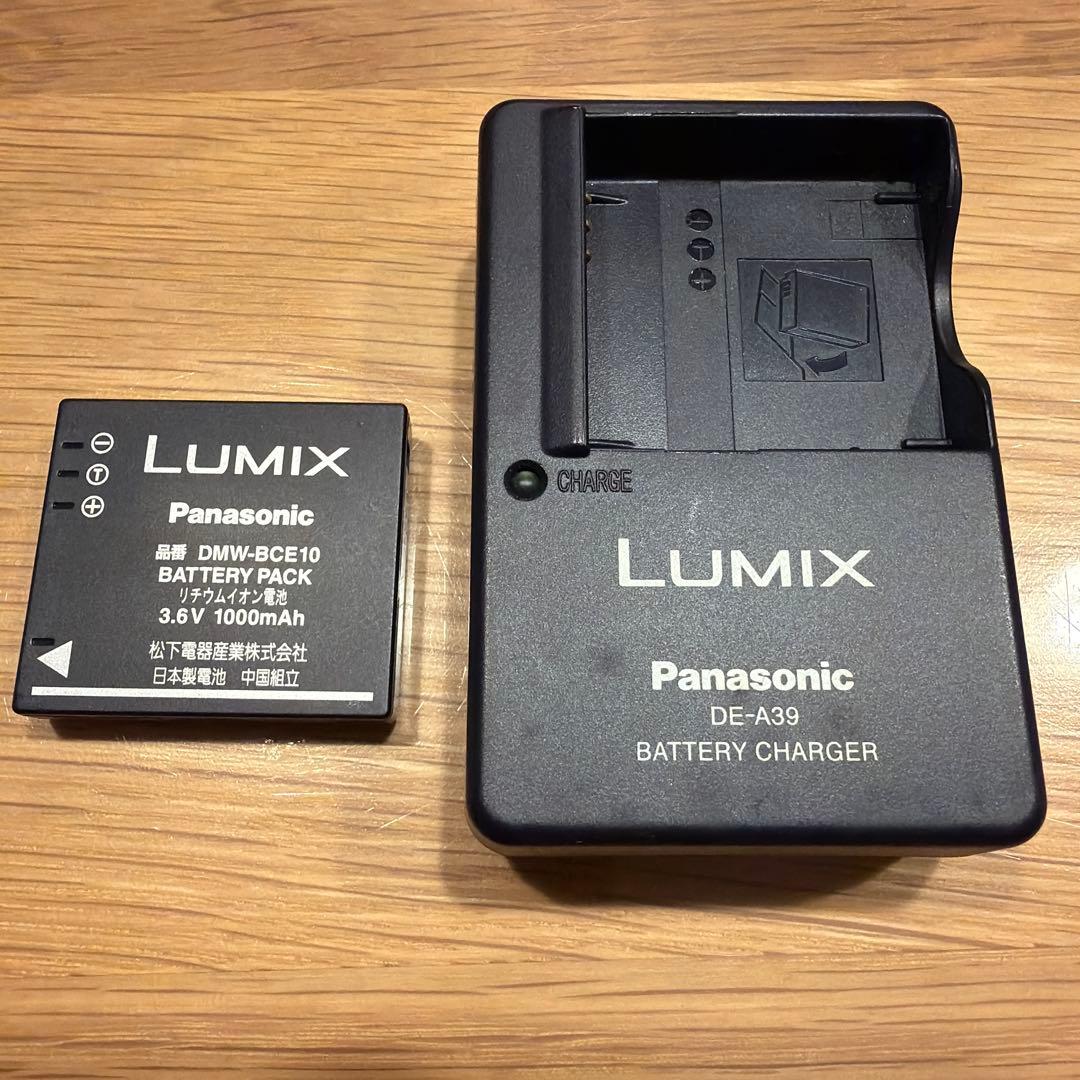 LUMIX
Panasonic
品番 DMW-BCE10
BATTERY PACK
リチウムイオン電池
3.6V 1000mAh
松下電器産業株式会社
日本製電池 中国組立
T
T
CHARGE
LUMIX
Panasonic
DE-A39
BATTERY CHARGER